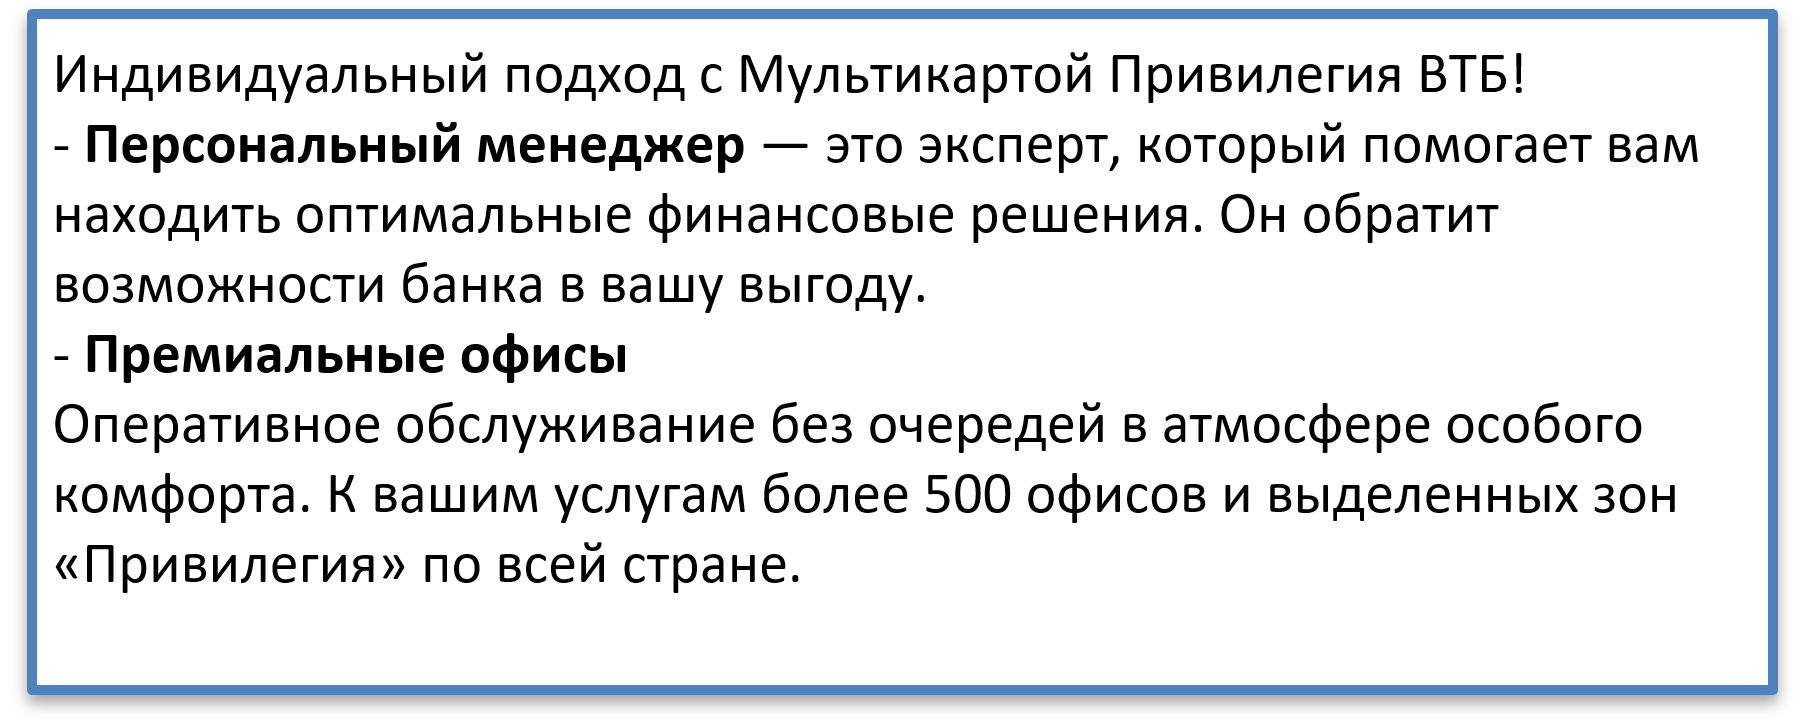 Индивидуальный подход с Мультикартой Привилегия ВТБ!
- Персональный менеджер — это эксперт, который помогает вам
находить оптимальные финансовые решения. Он обратит
возможности банка в вашу выгоду.
- Премиальные офисы
Оперативное обслуживание без очередей в атмосфере особого
комфорта. К вашим услугам более 500 офисов и выделенных зон
«Привилегия» по всей стране.